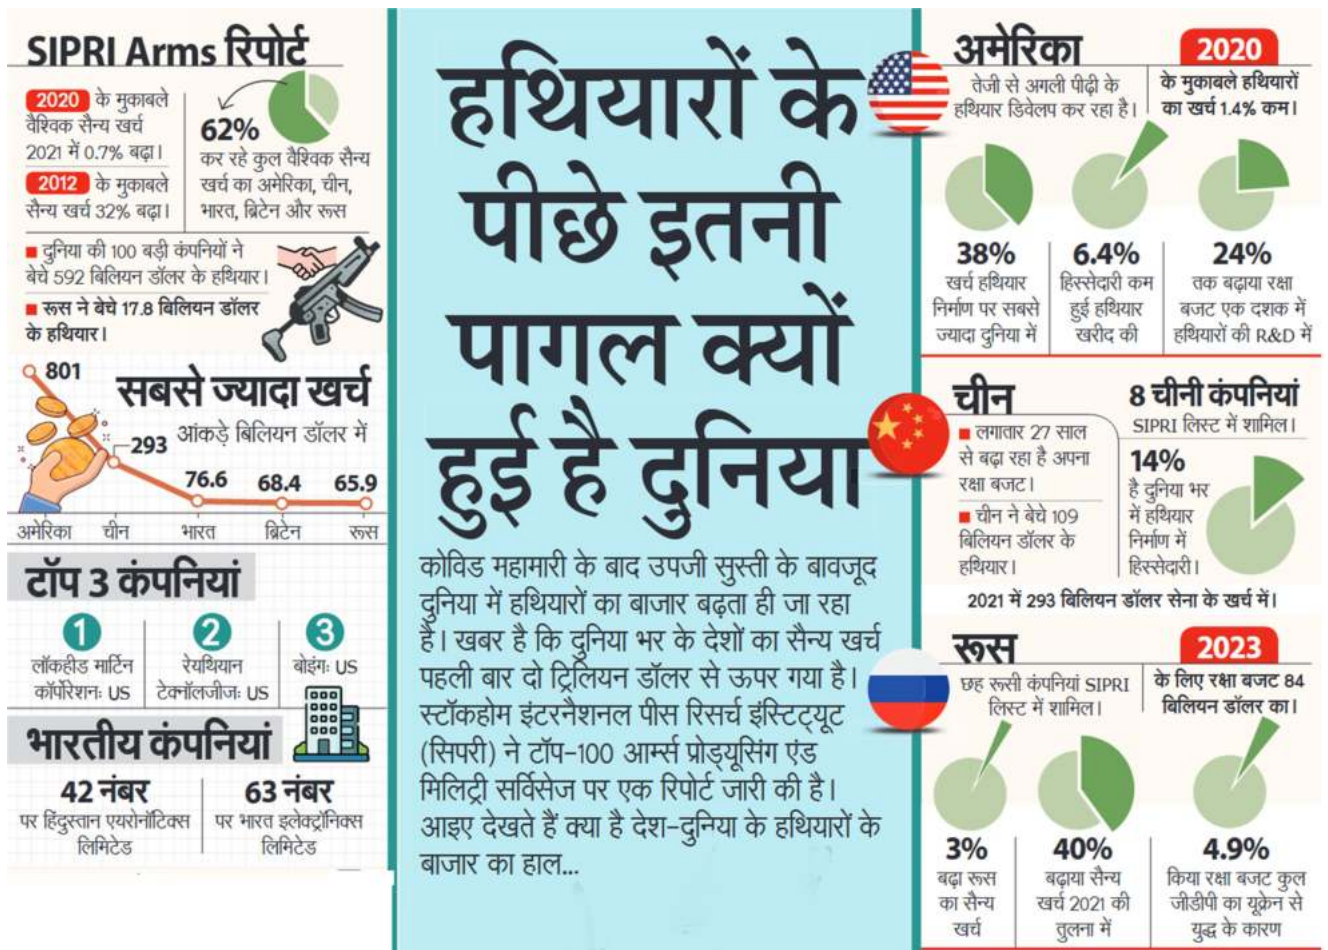 SIPRI Arms रिपोर्ट
2020 के मुकाबले
वैश्विक सैन्य खर्च
2021 में 0.7% बढ़ा।
2012 के मुकाबले
सैन्य खर्च 32% बढ़ा।
62%
कर रहे कुल वैश्विक सैन्य
खर्च का अमेरिका, चीन,
भारत, ब्रिटेन और रूस
दुनिया की 100 बड़ी कंपनियों ने
बेचे 592 बिलियन डॉलर के हथियार।
रूस ने बेचे 17.8 बिलियन डॉलर
के हथियार।
सबसे ज्यादा खर्च
आंकड़े बिलियन डॉलर में
801
293
76.6
68.4
65.9
अमेरिका
चीन
भारत
ब्रिटेन
रूस
टॉप 3 कंपनियां
1
लॉकहीड मार्टिन
कॉर्पोरेशनः US
2
रेयथियान
टेक्नॉलजीजः US
3
बोइंगः US
भारतीय कंपनियां
42 नंबर
पर हिंदुस्तान एयरोनॉटिक्स
लिमिटेड
63 नंबर
पर भारत इलेक्ट्रॉनिक्स
लिमिटेड
हथियारों के
पीछे इतनी
पागल क्यों
हुई है दुनिया
कोविड महामारी के बाद उपजी सुस्ती के बावजूद
दुनिया में हथियारों का बाजार बढ़ता ही जा रहा
है। खबर है कि दुनिया भर के देशों का सैन्य खर्च
पहली बार दो ट्रिलियन डॉलर से ऊपर गया है।
स्टॉकहोम इंटरनैशनल पीस रिसर्च इंस्टिट्यूट
(सिपरी) ने टॉप-100 आर्म्स प्रोड्यूसिंग एंड
मिलिट्री सर्विसेज पर एक रिपोर्ट जारी की है।
आइए देखते हैं क्या है देश-दुनिया के हथियारों के
बाजार का हाल...
अमेरिका
तेजी से अगली पीढ़ी के
हथियार डिवेलप कर रहा है।
2020
के मुकाबले हथियारों
का खर्च 1.4% कम।
38%
खर्च हथियार
निर्माण पर सबसे
ज्यादा दुनिया में
6.4%
हिस्सेदारी कम
हुई हथियार
खरीद की
24%
तक बढ़ाया रक्षा
बजट एक दशक में
हथियारों की R&D में
चीन
लगातार 27 साल
से बढ़ा रहा है अपना
रक्षा बजट।
चीन ने बेचे 109
बिलियन डॉलर के
हथियार।
8 चीनी कंपनियां
SIPRI लिस्ट में शामिल।
14%
है दुनिया भर
में हथियार
निर्माण में
हिस्सेदारी।
2021 में 293 बिलियन डॉलर सेना के खर्च में।
रूस
छह रूसी कंपनियां SIPRI
लिस्ट में शामिल।
2023
के लिए रक्षा बजट 84
बिलियन डॉलर का।
3%
बढ़ा रूस
का सैन्य
खर्च
40%
बढ़ाया सैन्य
खर्च 2021 की
तुलना में
4.9%
किया रक्षा बजट कुल
जीडीपी का यूक्रेन से
युद्ध के कारण